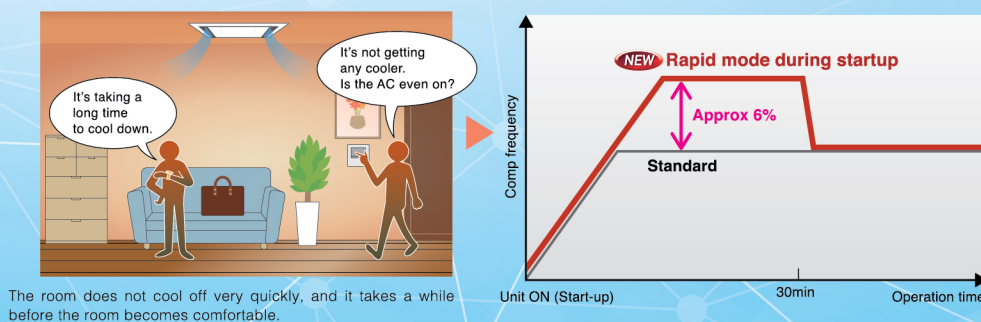 It's taking a
long time
to cool down.
It's not getting
any cooler.
Is the AC even on?
The room does not cool off very quickly, and it takes a while
before the room becomes comfortable.
NEW Rapid mode during startup
Approx 6%
Standard
Comp frequency
Unit ON (Start-up)
30min
Operation time